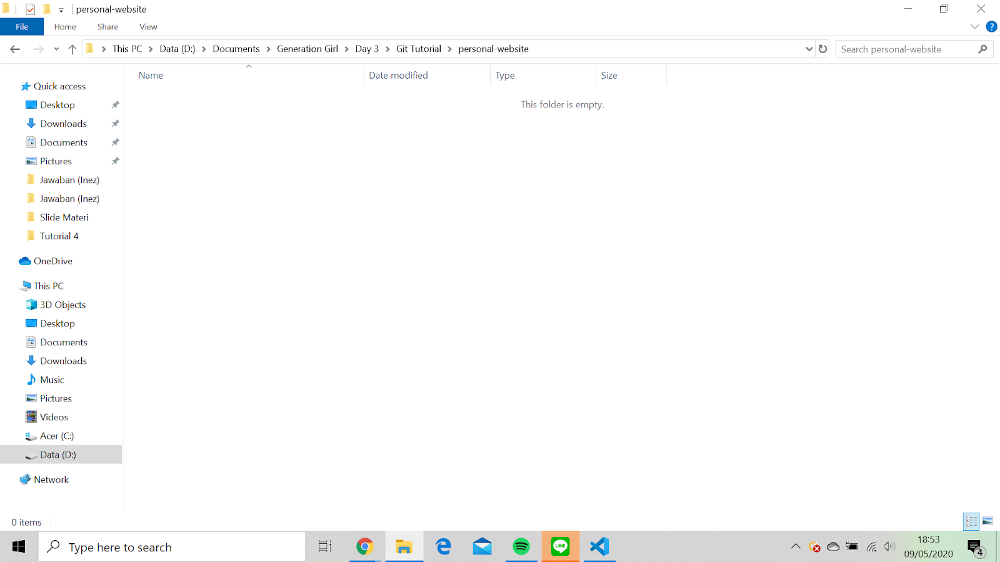 personal-website
File Home Share View
This PC Data (D:) Documents Generation Girl Day 3 Git Tutorial personal-website
Search personal-website
Name Date modified Type Size
This folder is empty.
Quick access
Desktop
Downloads
Documents
Pictures
Jawaban (Inez)
Jawaban (Inez)
Slide Materi
Tutorial 4
OneDrive
This PC
3D Objects
Desktop
Documents
Downloads
Music
Pictures
Videos
Acer (C:)
Data (D:)
Network
0 items
Type here to search
LINE
18:53
09/05/2020
4